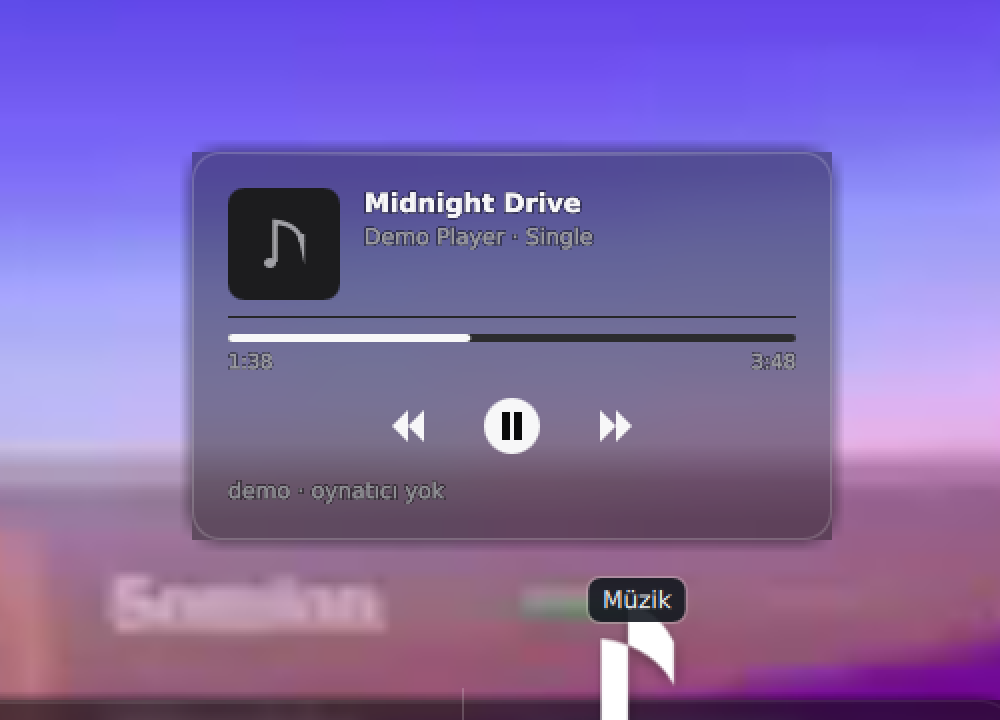 Midnight Drive
Demo Player · Single
1:38 3:48
demo · oynatıcı yok
Müzik